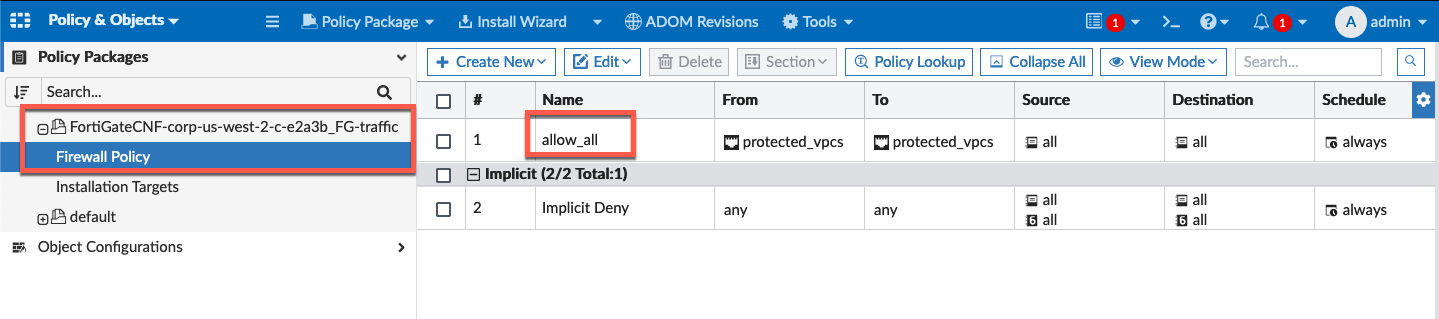 Policy & Objects Policy Package Install Wizard ADOM Revisions Tools 1 1 A admin
Policy Packages
Search...
FortiGateCNF-corp-us-west-2-c-e2a3b_FG-traffic
Firewall Policy
Installation Targets
default
Object Configurations
Create New Edit Delete Section Policy Lookup Collapse All View Mode Search...
# Name From To Source Destination Schedule
1 allow_all protected_vpcs protected_vpcs all all always
Implicit (2/2 Total:1)
2 Implicit Deny any any all all always
6 all 6 all